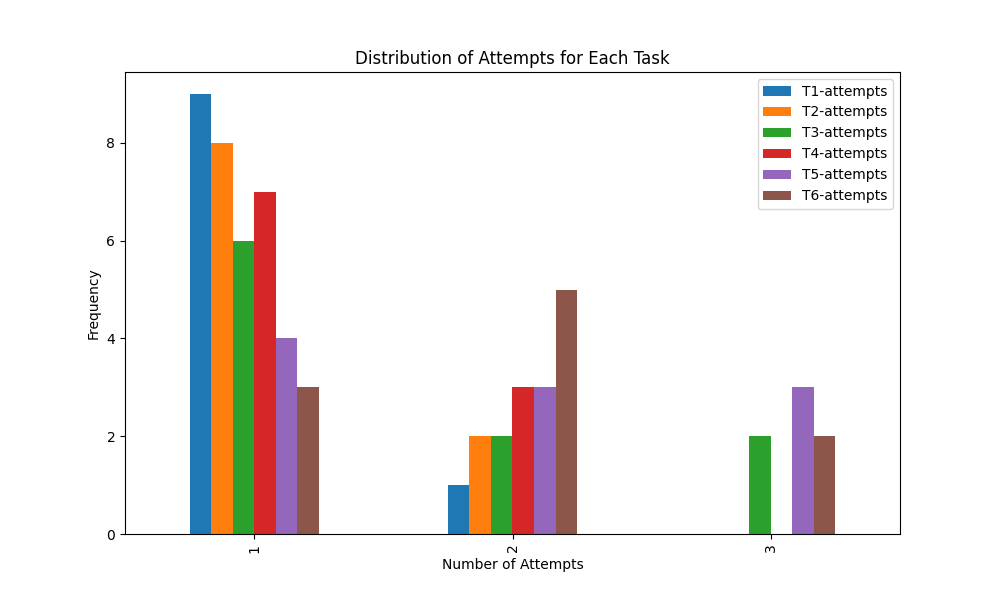 Distribution of Attempts for Each Task
T1-attempts
T2-attempts
T3-attempts
T4-attempts
T5-attempts
T6-attempts
Frequency
8
6
4
2
0
1
2
3
Number of Attempts